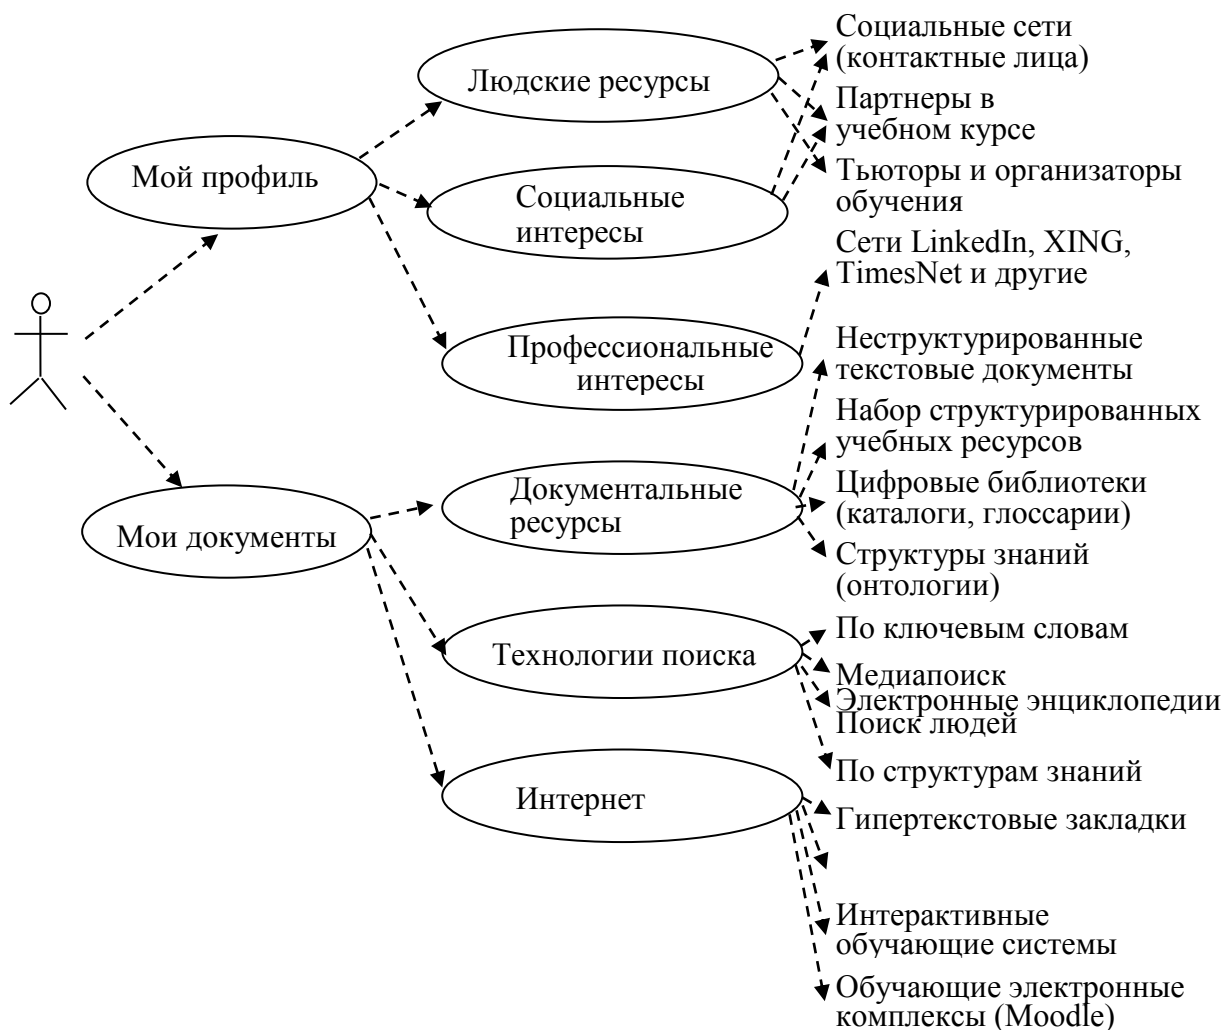 Социальные сети
(контактные лица)
Людские ресурсы
Партнеры в
учебном курсе
Мой профиль
Тьюторы и организаторы
обучения
Социальные
интересы
Сети LinkedIn, XING,
TimesNet и другие
Профессиональные
интересы
Неструктурированные
текстовые документы
Набор структурированных
учебных ресурсов
Мои документы
Документальные
ресурсы
Цифровые библиотеки
(каталоги, глоссарии)
Структуры знаний
(онтологии)
Технологии поиска
По ключевым словам
Медиапоиск
Электронные энциклопедии
Поиск людей
По структурам знаний
Интернет
Гипертекстовые закладки
Интерактивные
обучающие системы
Обучающие электронные
комплексы (Moodle)